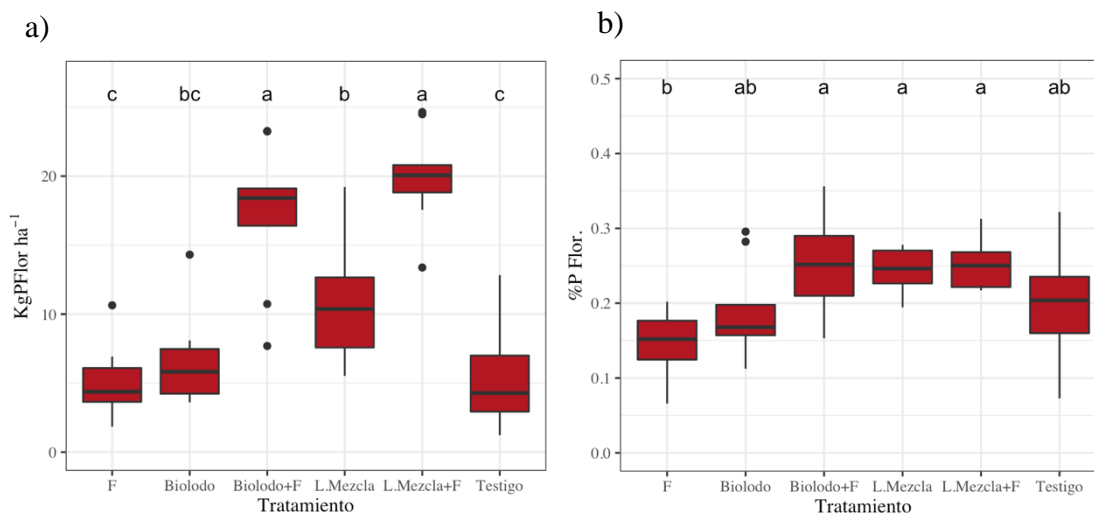 a)
KgPFlor ha⁻¹
20
10
0
c bc a b a c
F Biolodo Biolodo+F L.Mezcla L.Mezcla+F Testigo
Tratamiento
b)
%P Flor.
0.5
0.4
0.3
0.2
0.1
0.0
b ab a a a ab
F Biolodo Biolodo+F L.Mezcla L.Mezcla+F Testigo
Tratamiento